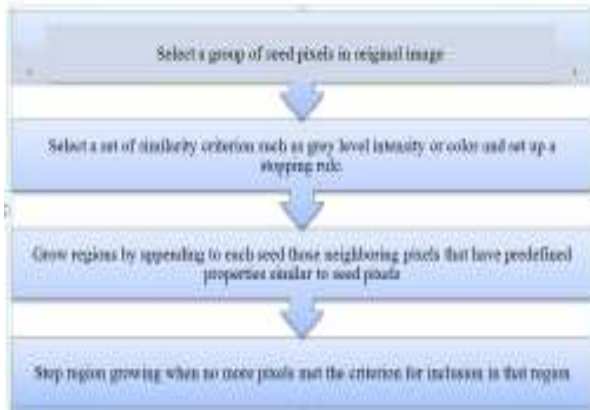 Select a group of seed pixels in original image
Select a set of similarity criterion such as grey level intensity or color and set up a
stopping rule
Grow regions by appending to each seed those neighboring pixels that have predefined
properties similar to seed pixels
Stop region growing when no more pixels met the criterion for inclusion in that region